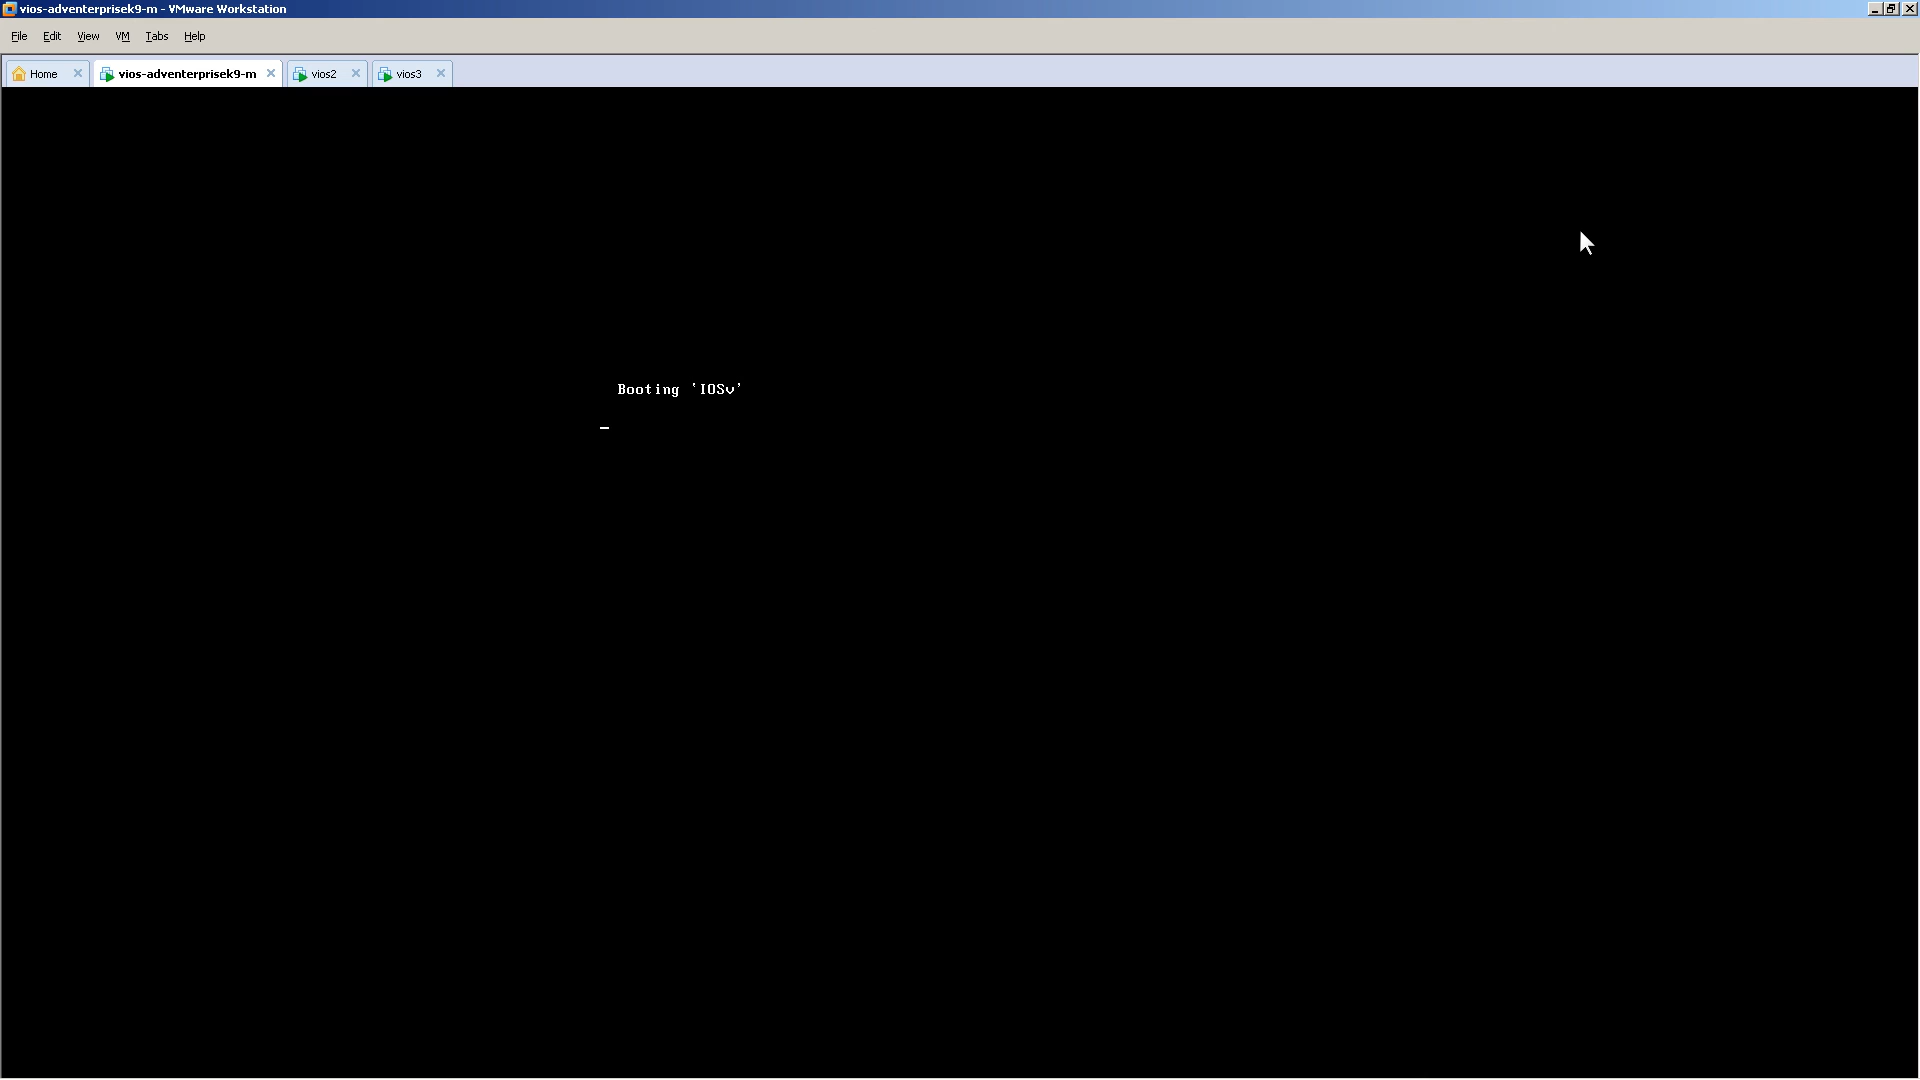 vios-adventerprisek9-m - VMware Workstation
File Edit View VM Tabs Help
Home vios-adventerprisek9-m vios2 vios3
Booting `IOSv'